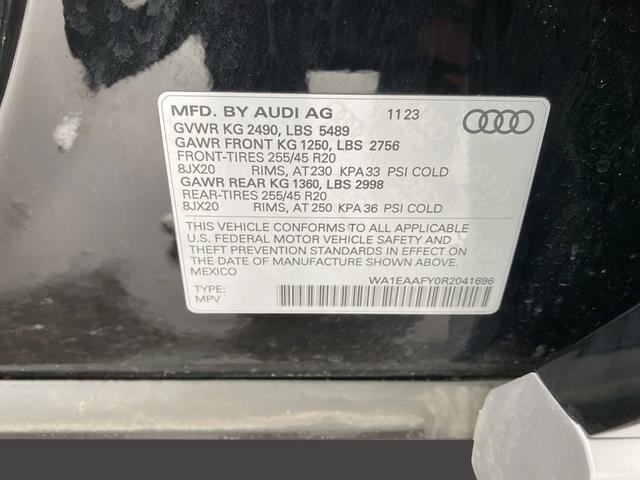 MFD. BY AUDI AG 11 23
GVWR KG 2490, LBS 5489
GAWR FRONT KG 1250, LBS 2756
FRONT-TIRES 255/45 R20
8JX20 RIMS, AT 230 KPA 33 PSI COLD
GAWR REAR KG 1360, LBS 2998
REAR-TIRES 255/45 R20
8JX20 RIMS, AT 250 KPA 36 PSI COLD
THIS VEHICLE CONFORMS TO ALL APPLICABLE
U.S. FEDERAL MOTOR VEHICLE SAFETY AND
THEFT PREVENTION STANDARDS IN EFFECT ON
THE DATE OF MANUFACTURE SHOWN ABOVE.
MEXICO
WA1EAAFY0R2041696
TYPE:
MPV